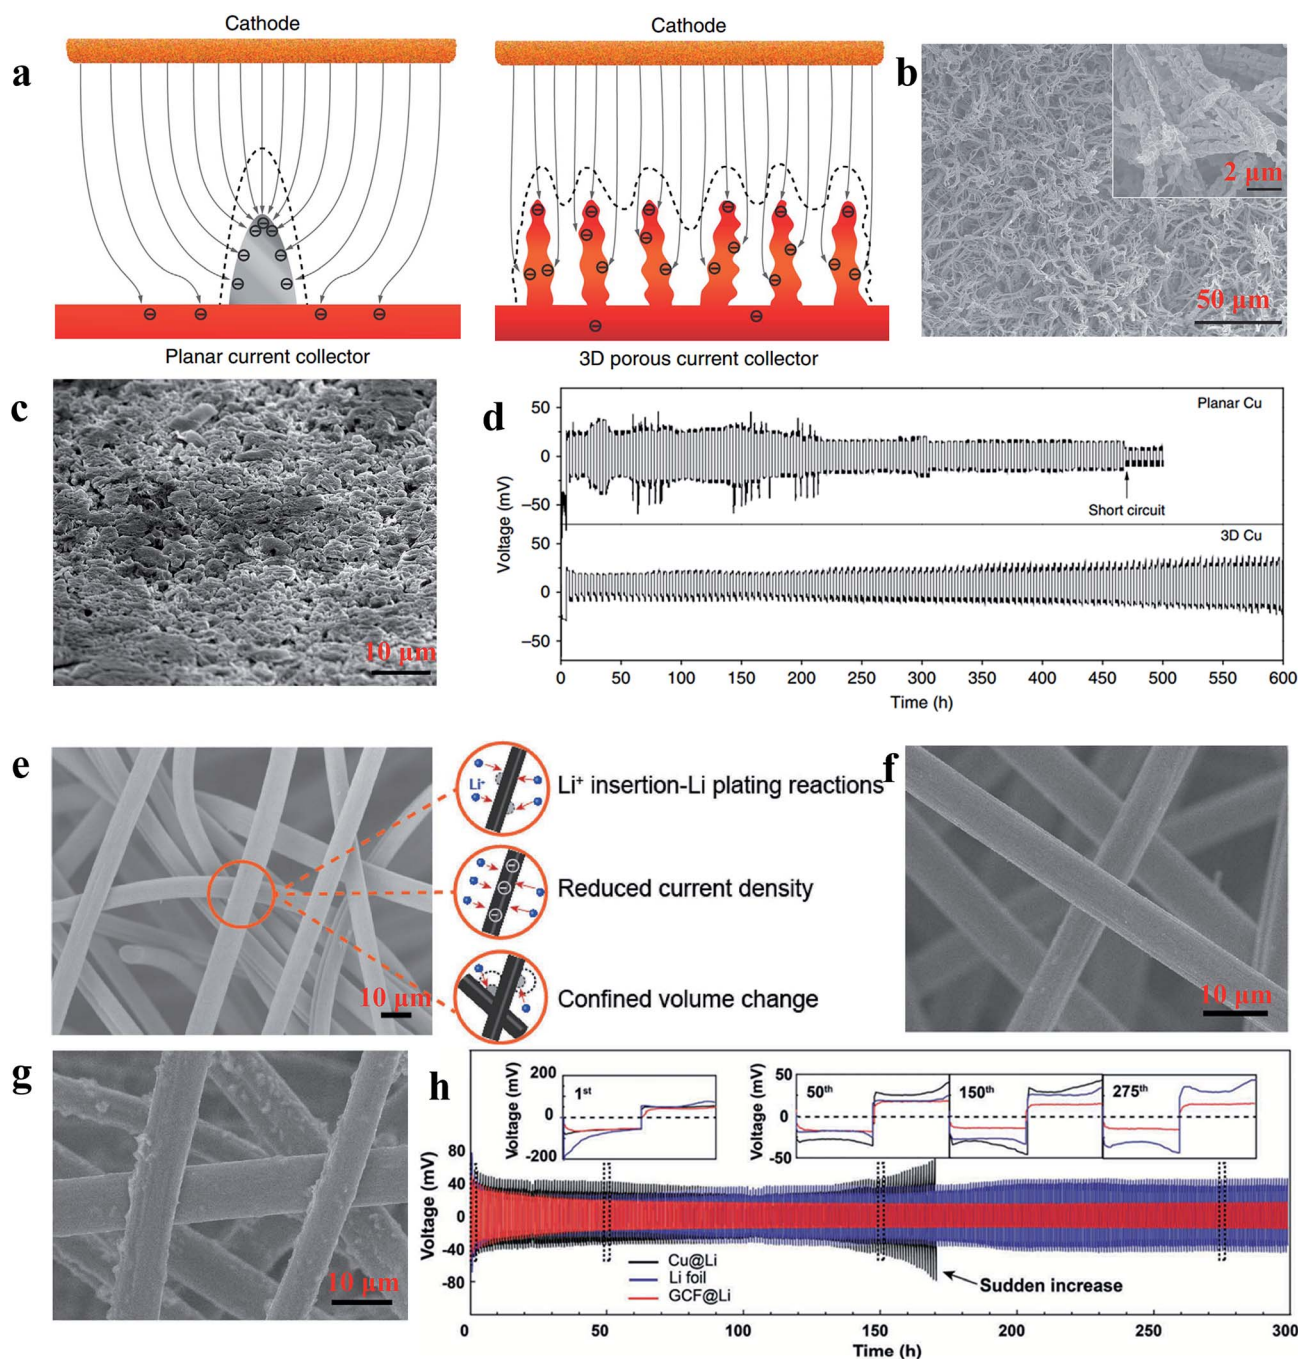 a
Cathode
Planar current collector
Cathode
3D porous current collector
b
2 μm
50 μm
c
10 μm
d
Voltage (mV)
50
0
−50
Planar Cu
Short circuit
50
0
−50
3D Cu
0 50 100 150 200 250 300 350 400 450 500 550 600
Time (h)
e
10 μm
Li⁺
Li⁺ insertion-Li plating reactions
Reduced current density
Confined volume change
f
10 μm
g
10 μm
h
Voltage (mV)
200
0
-200
1st
Voltage (mV)
50
0
-50
50th
150th
275th
Voltage (mV)
80
40
0
-40
-80
Cu@Li
Li foil
GCF@Li
Sudden increase
0 50 100 150 200 250 300
Time (h)